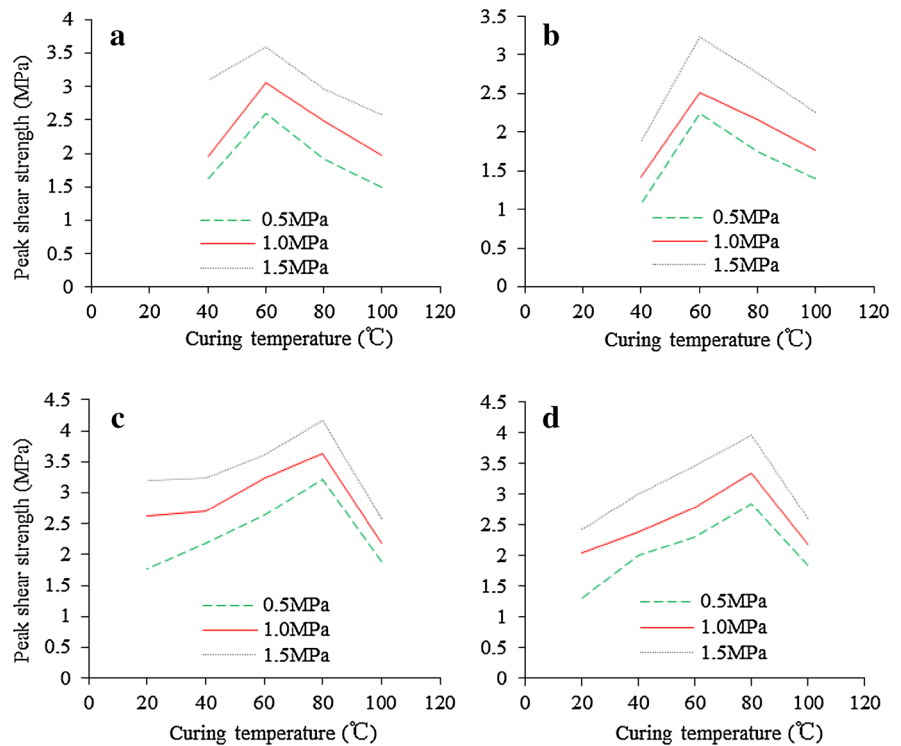 a
4
3.5
3
2.5
2
1.5
1
0.5
0
Peak shear strength (MPa)
0.5MPa
1.0MPa
1.5MPa
0 20 40 60 80 100 120
Curing temperature (℃)
b
3.5
3
2.5
2
1.5
1
0.5
0
0.5MPa
1.0MPa
1.5MPa
0 20 40 60 80 100 120
Curing temperature (℃)
c
4.5
4
3.5
3
2.5
2
1.5
1
0.5
0
Peak shear strength (MPa)
0.5MPa
1.0MPa
1.5MPa
0 20 40 60 80 100 120
Curing temperature (℃)
d
4.5
4
3.5
3
2.5
2
1.5
1
0.5
0
0.5MPa
1.0MPa
1.5MPa
0 20 40 60 80 100 120
Curing temperature (℃)